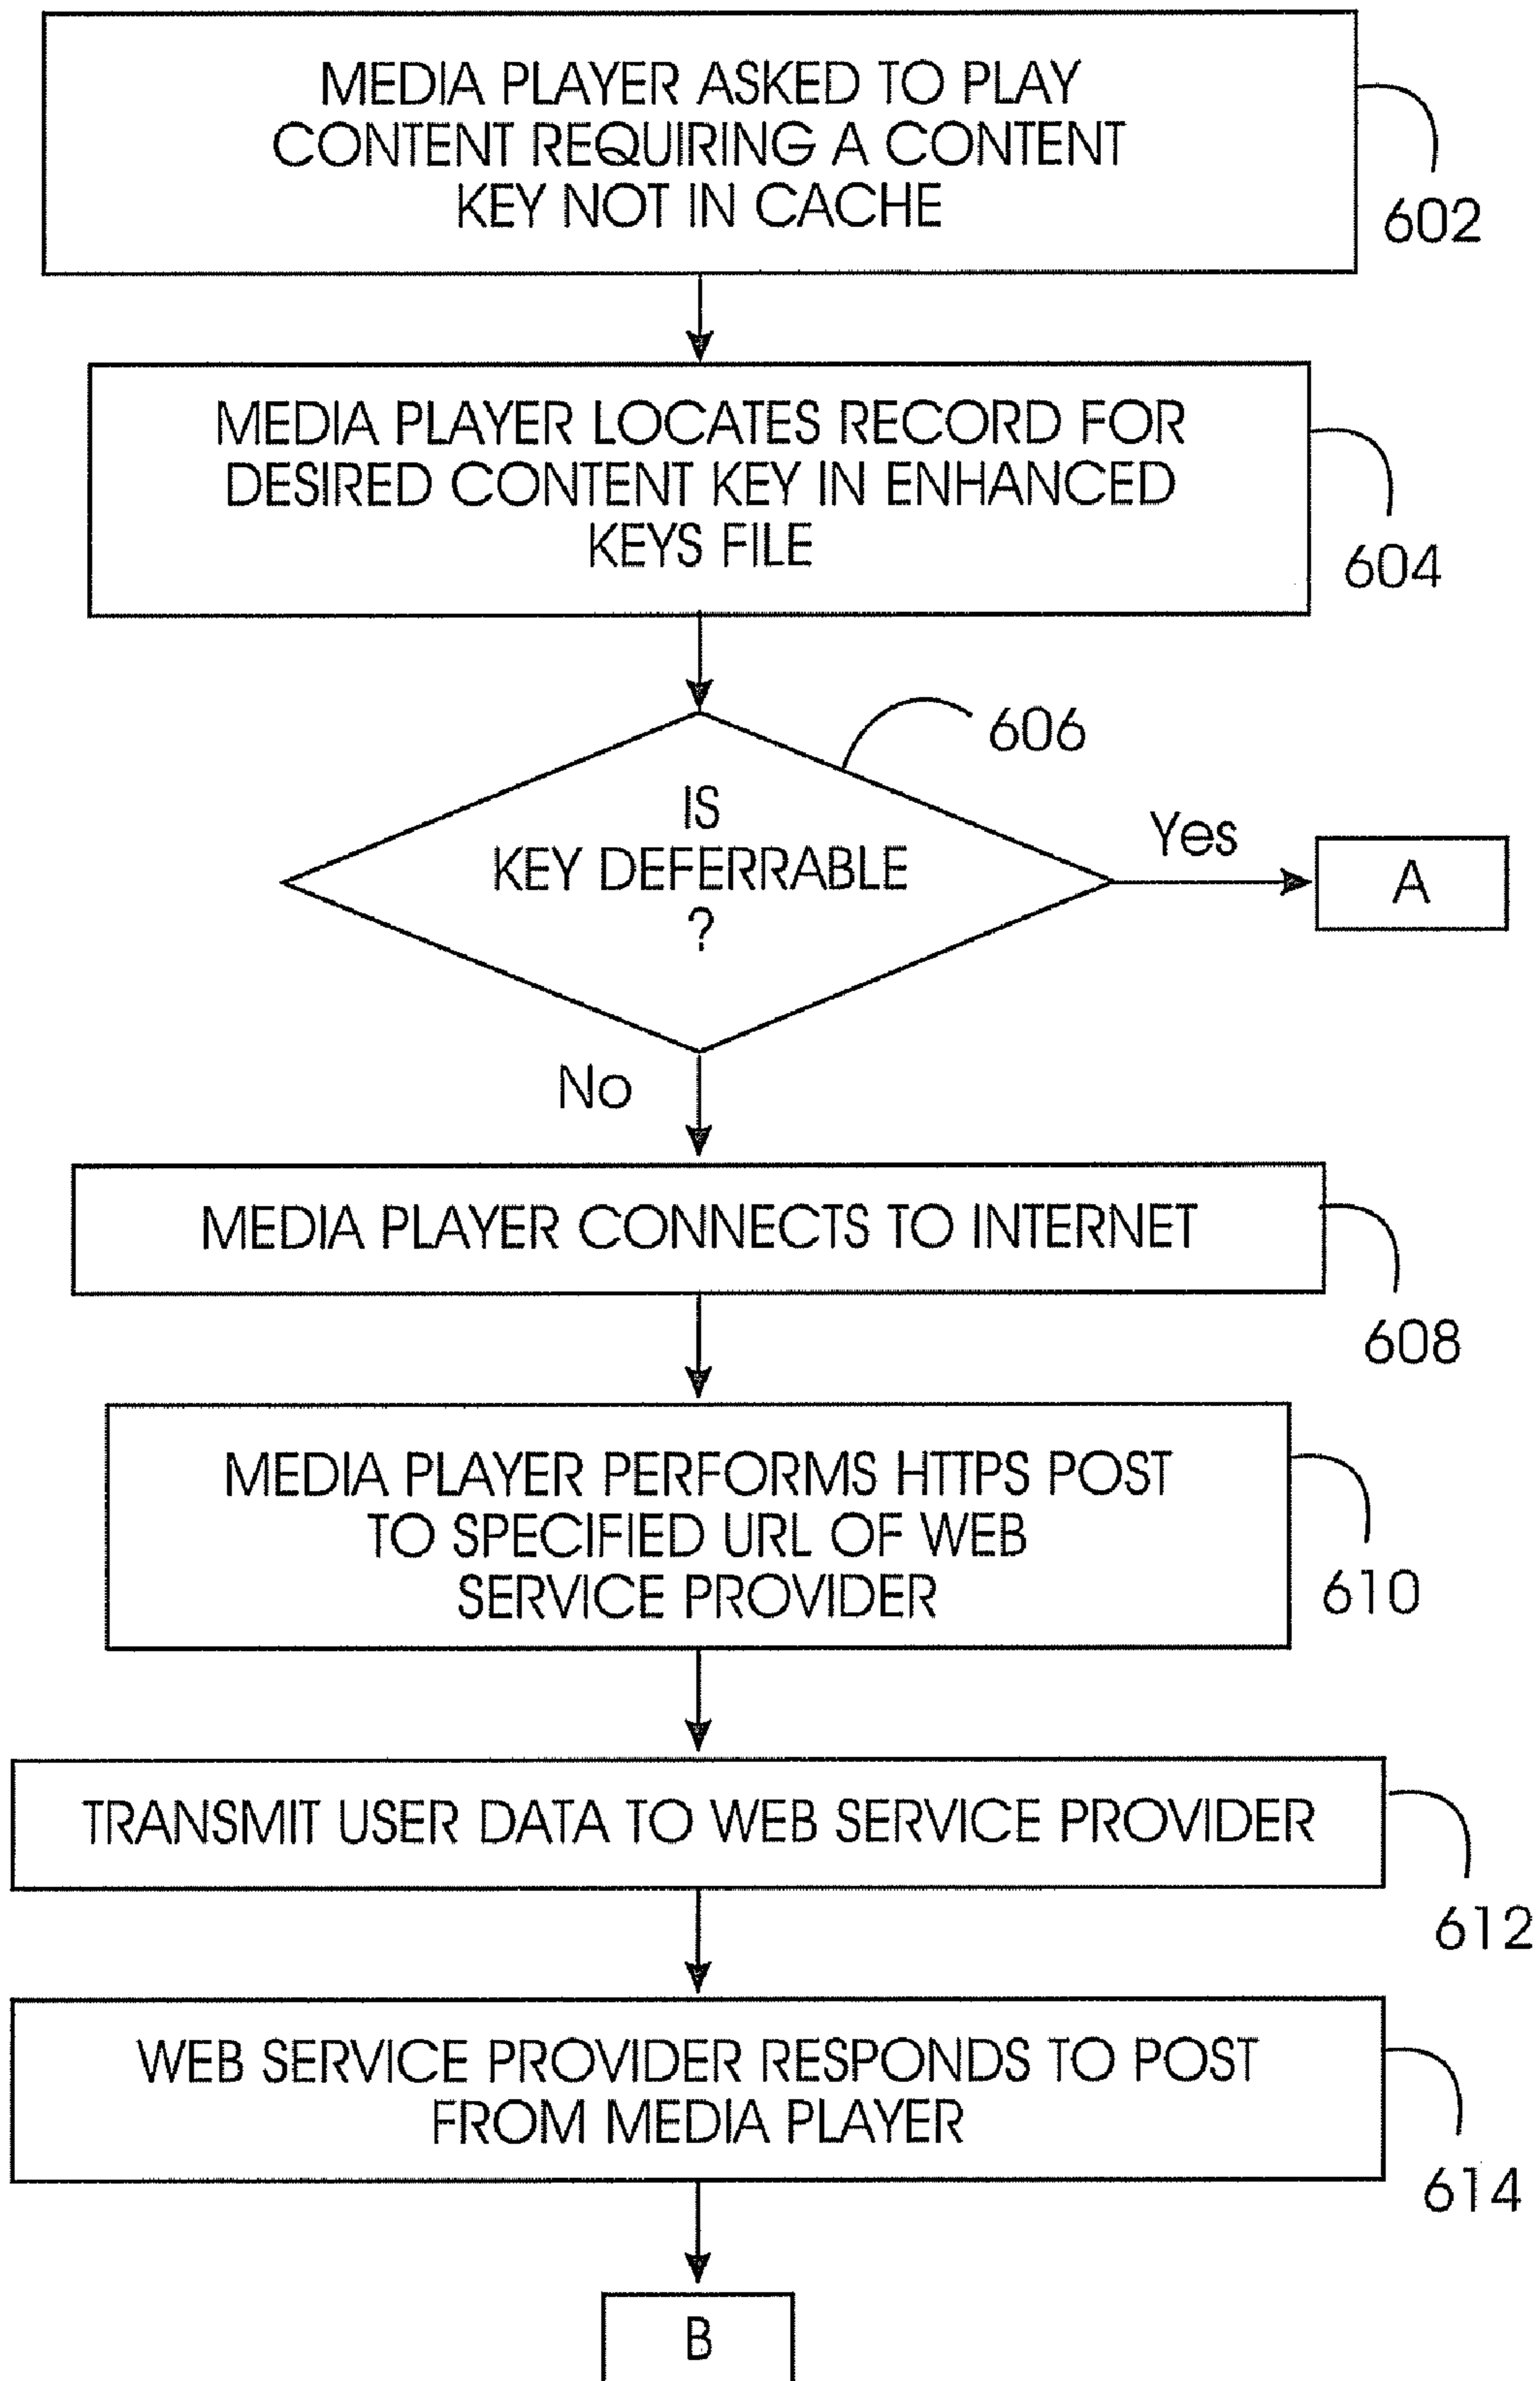 MEDIA PLAYER ASKED TO PLAY
CONTENT REQUIRING A CONTENT
KEY NOT IN CACHE
602
MEDIA PLAYER LOCATES RECORD FOR
DESIRED CONTENT KEY IN ENHANCED
KEYS FILE
604
606
IS
KEY DEFERRABLE
?
Yes
A
No
MEDIA PLAYER CONNECTS TO INTERNET
608
MEDIA PLAYER PERFORMS HTTPS POST
TO SPECIFIED URL OF WEB
SERVICE PROVIDER
610
TRANSMIT USER DATA TO WEB SERVICE PROVIDER
612
WEB SERVICE PROVIDER RESPONDS TO POST
FROM MEDIA PLAYER
614
B